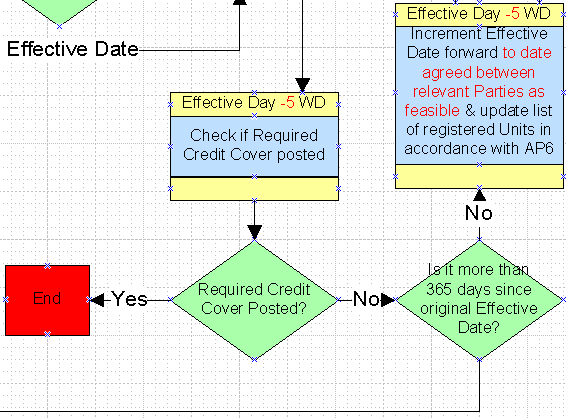 Effective Day -5 WD
Increment Effective
Date forward to date
agreed between
relevant Parties as
feasible & update list
of registered Units in
accordance with AP6
Effective Date
Effective Day -5 WD
Check if Required
Credit Cover posted
No
End
Yes
Required Credit
Cover Posted?
No
Is it more than
365 days since
original Effective
Date?